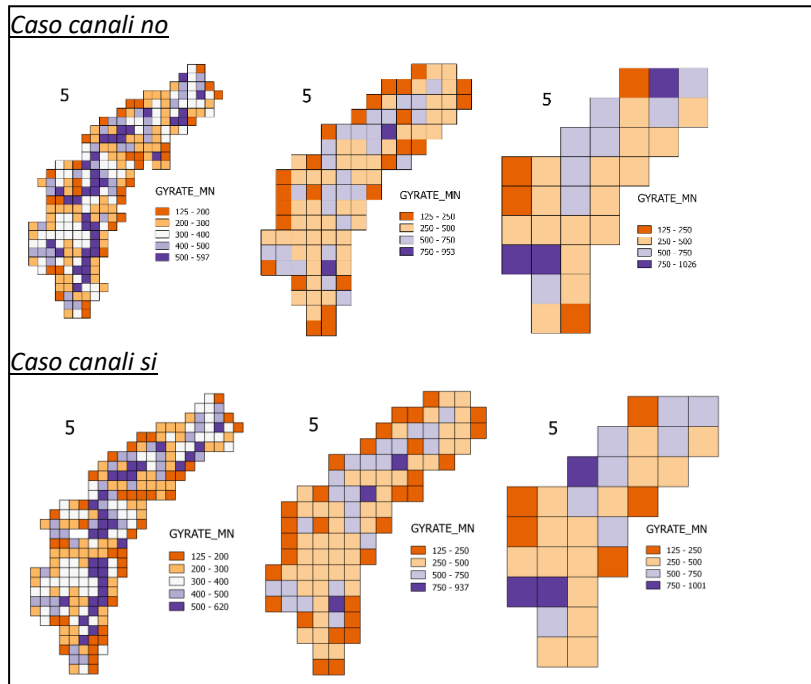 Caso canali no
5
GYRATE_MN
125 - 200
200 - 300
300 - 400
400 - 500
500 - 597
5
GYRATE_MN
125 - 250
250 - 500
500 - 750
750 - 953
5
GYRATE_MN
125 - 250
250 - 500
500 - 750
750 - 1026
Caso canali si
5
GYRATE_MN
125 - 200
200 - 300
300 - 400
400 - 500
500 - 620
5
GYRATE_MN
125 - 250
250 - 500
500 - 750
750 - 937
5
GYRATE_MN
125 - 250
250 - 500
500 - 750
750 - 1001